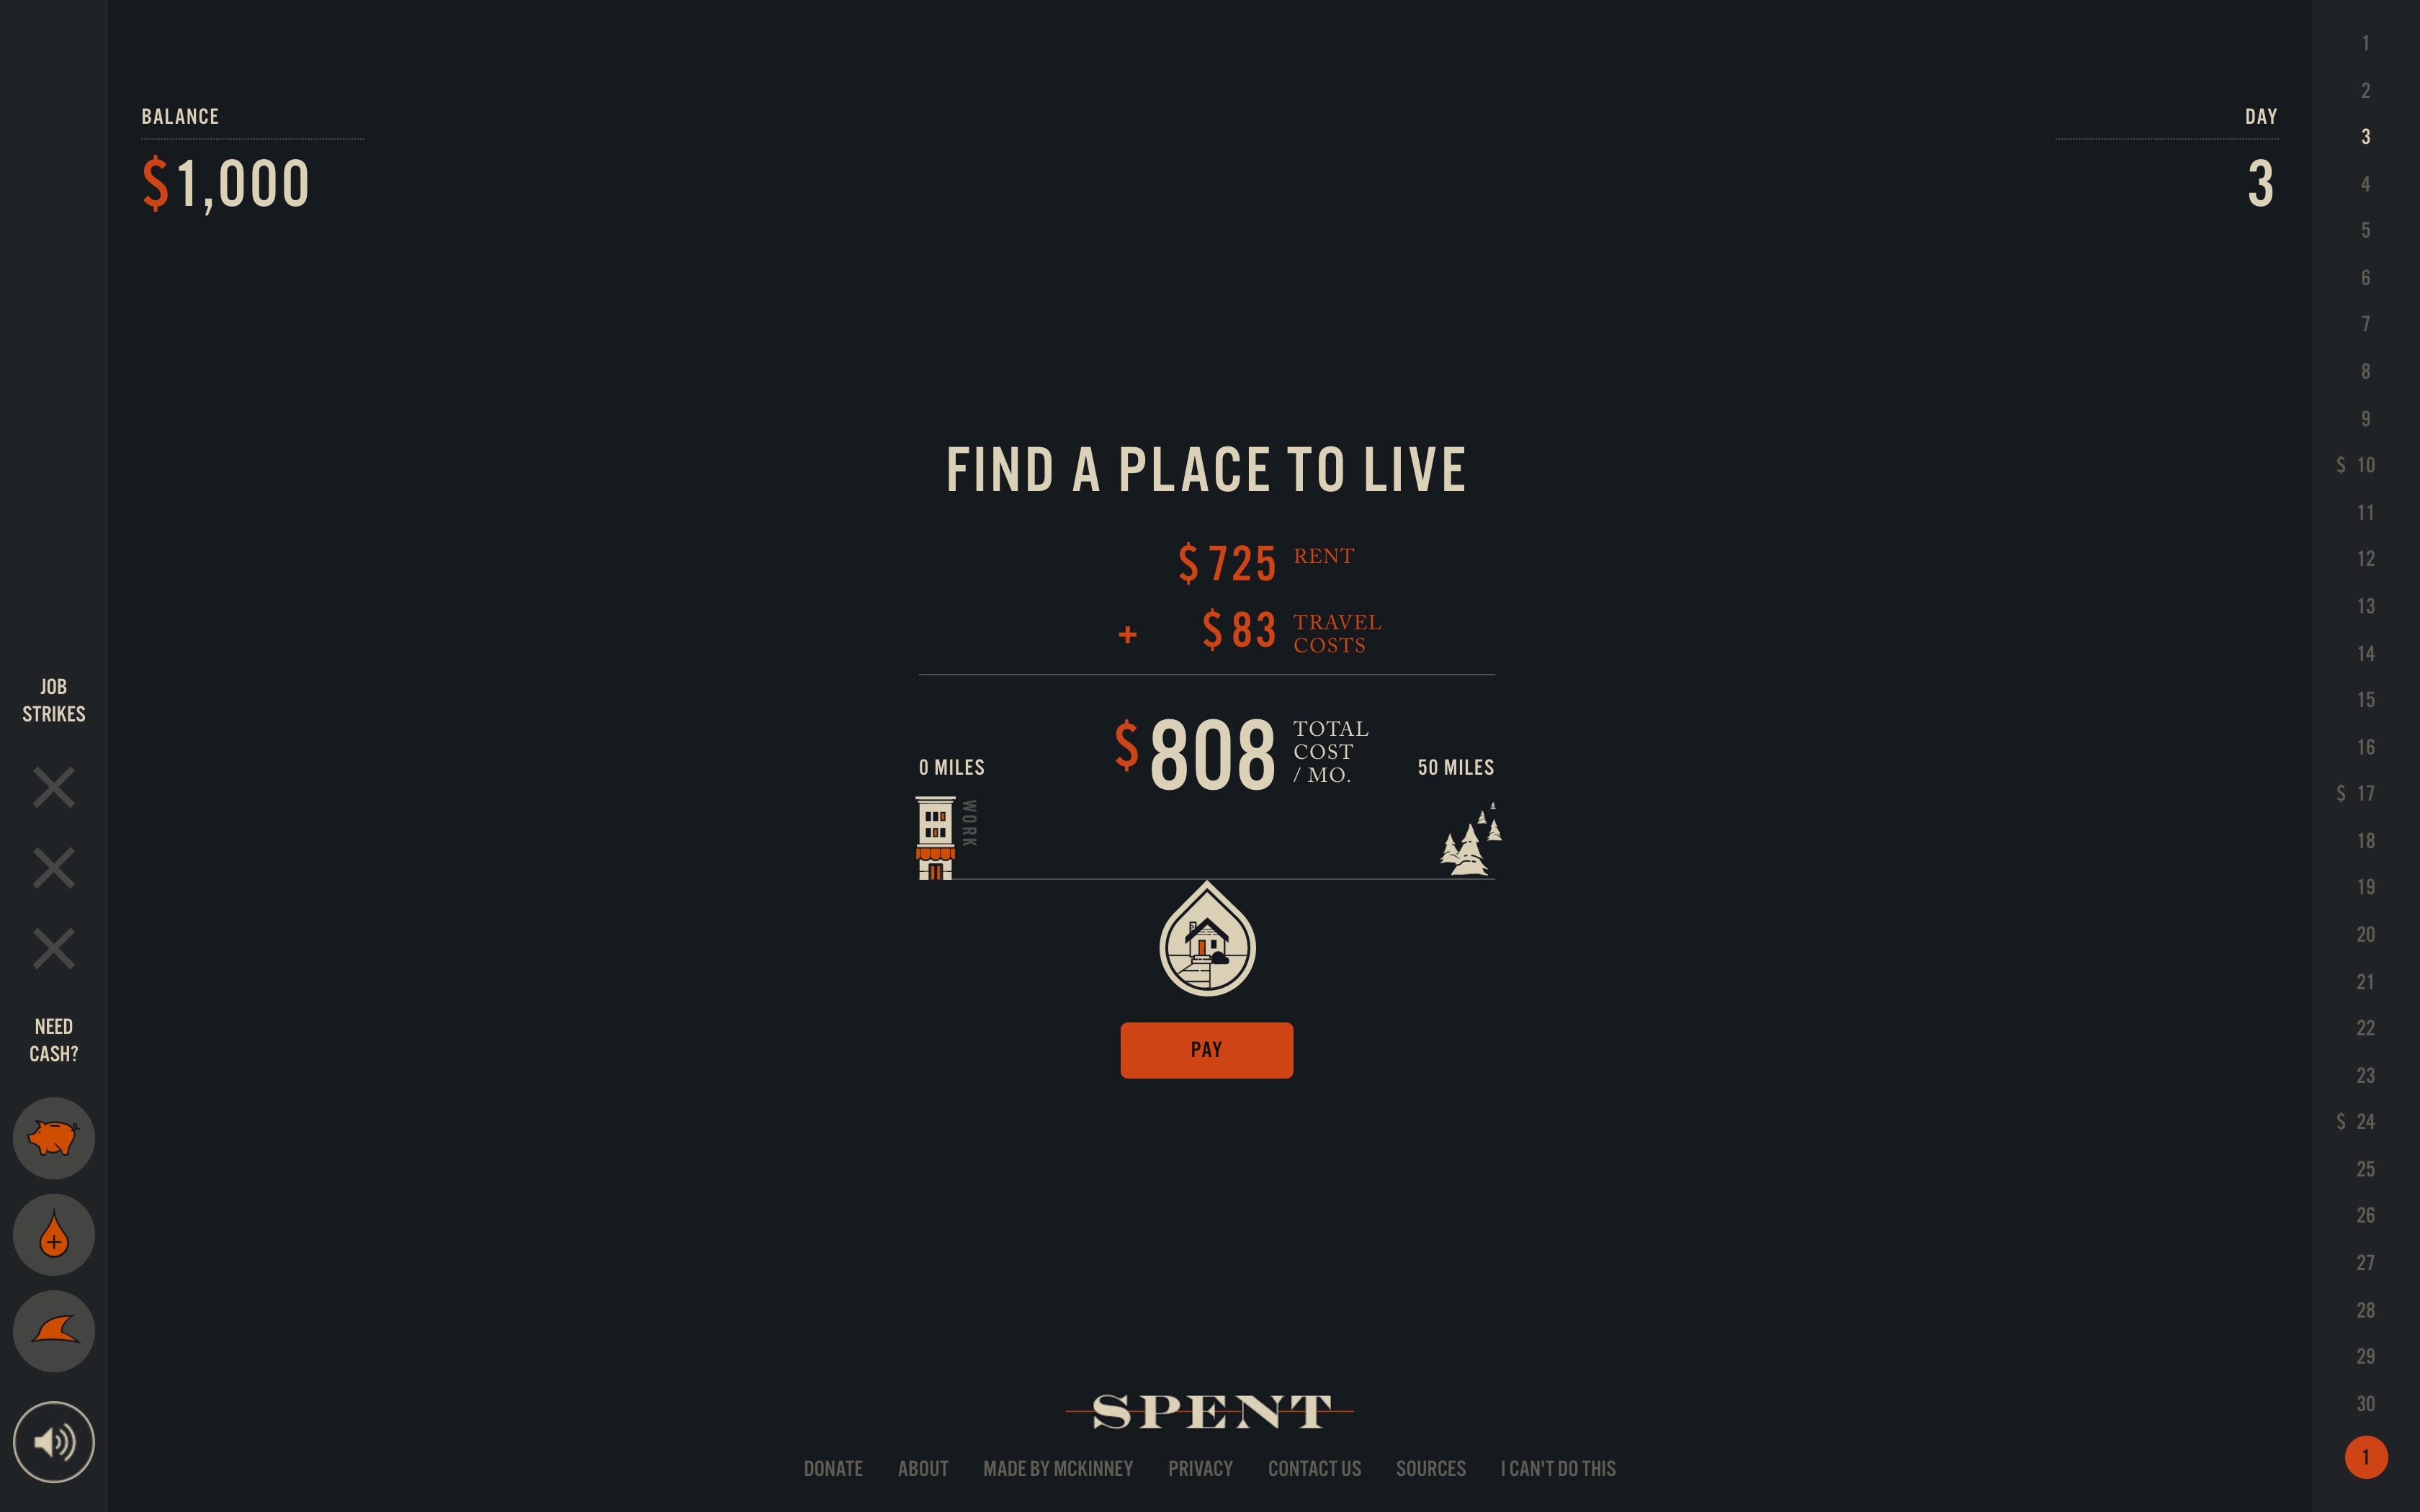 BALANCE
$1,000
DAY
3
FIND A PLACE TO LIVE
$725 RENT
+ $83 TRAVEL
COSTS
$808 TOTAL
COST
/ MO.
0 MILES
50 MILES
WORK
PAY
JOB
STRIKES
NEED
CASH?
SPENT
DONATE ABOUT MADE BY MCKINNEY PRIVACY CONTACT US SOURCES I CAN'T DO THIS
1
2
3
4
5
6
7
8
9
$ 10
11
12
13
14
15
16
$ 17
18
19
20
21
22
23
$ 24
25
26
27
28
29
30
1